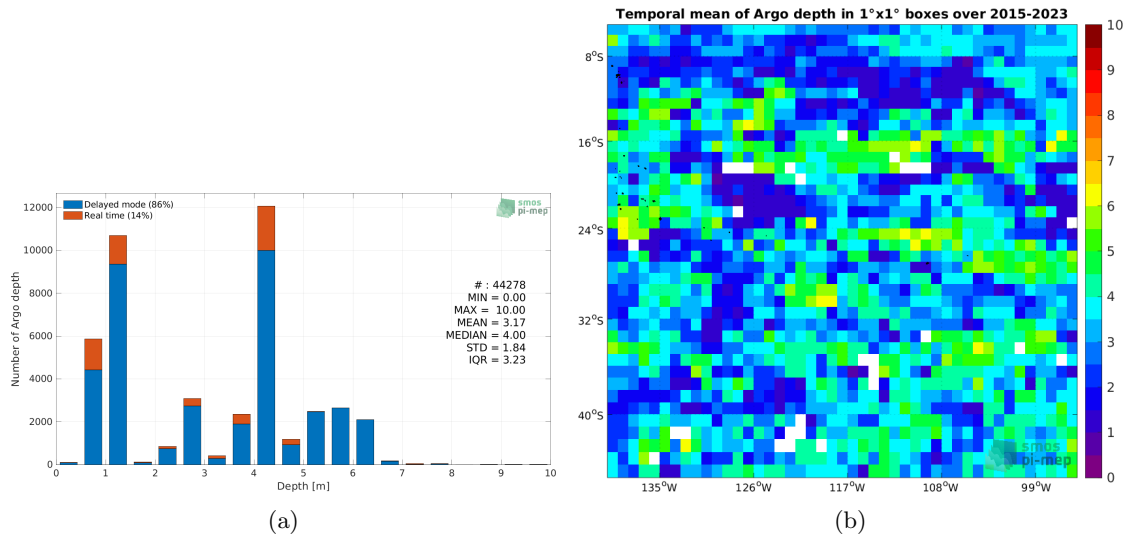 Delayed mode (86%)
Real time (14%)
smos
pi-mep
12000
10000
8000
6000
4000
2000
0
Number of Argo depth
# : 44278
MIN = 0.00
MAX = 10.00
MEAN = 3.17
MEDIAN = 4.00
STD = 1.84
IQR = 3.23
0 1 2 3 4 5 6 7 8 9 10
Depth [m]
(a)
Temporal mean of Argo depth in 1°x1° boxes over 2015-2023
8°S
16°S
24°S
32°S
40°S
135°W 126°W 117°W 108°W 99°W
smos
pi-mep
10
9
8
7
6
5
4
3
2
1
0
(b)